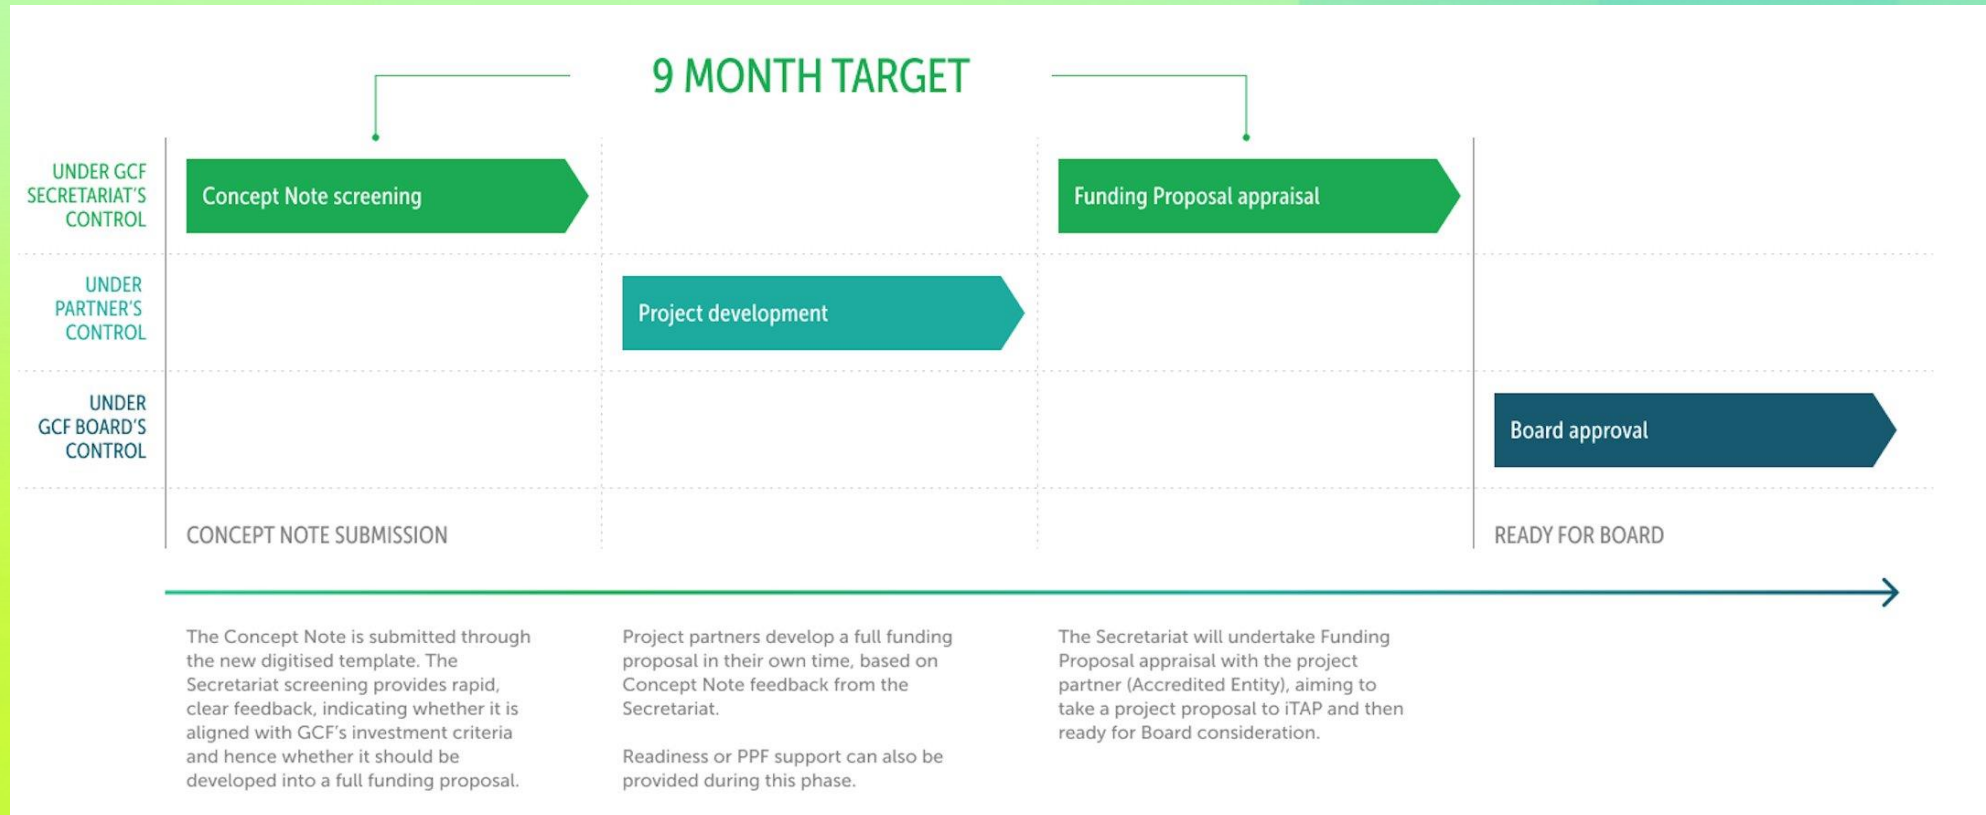 9 MONTH TARGET
UNDER GCF
SECRETARIAT'S
CONTROL
Concept Note screening
Funding Proposal appraisal
UNDER
PARTNER'S
CONTROL
Project development
UNDER
GCF BOARD'S
CONTROL
Board approval
CONCEPT NOTE SUBMISSION
READY FOR BOARD
The Concept Note is submitted through
the new digitised template. The
Secretariat screening provides rapid,
clear feedback, indicating whether it is
aligned with GCF's investment criteria
and hence whether it should be
developed into a full funding proposal.
Project partners develop a full funding
proposal in their own time, based on
Concept Note feedback from the
Secretariat.
Readiness or PPF support can also be
provided during this phase.
The Secretariat will undertake Funding
Proposal appraisal with the project
partner (Accredited Entity), aiming to
take a project proposal to iTAP and then
ready for Board consideration.